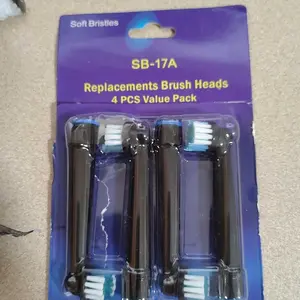 Soft Bristles
SB-17A
Replacements Brush Heads
4 PCS Value Pack